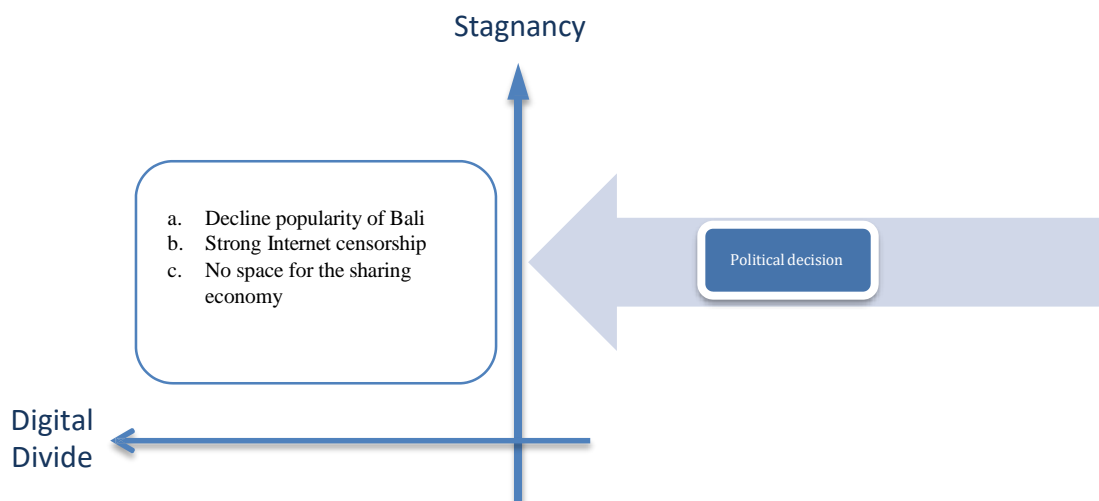 Stagnancy
a. Decline popularity of Bali
b. Strong Internet censorship
c. No space for the sharing
economy
Political decision
Digital
Divide